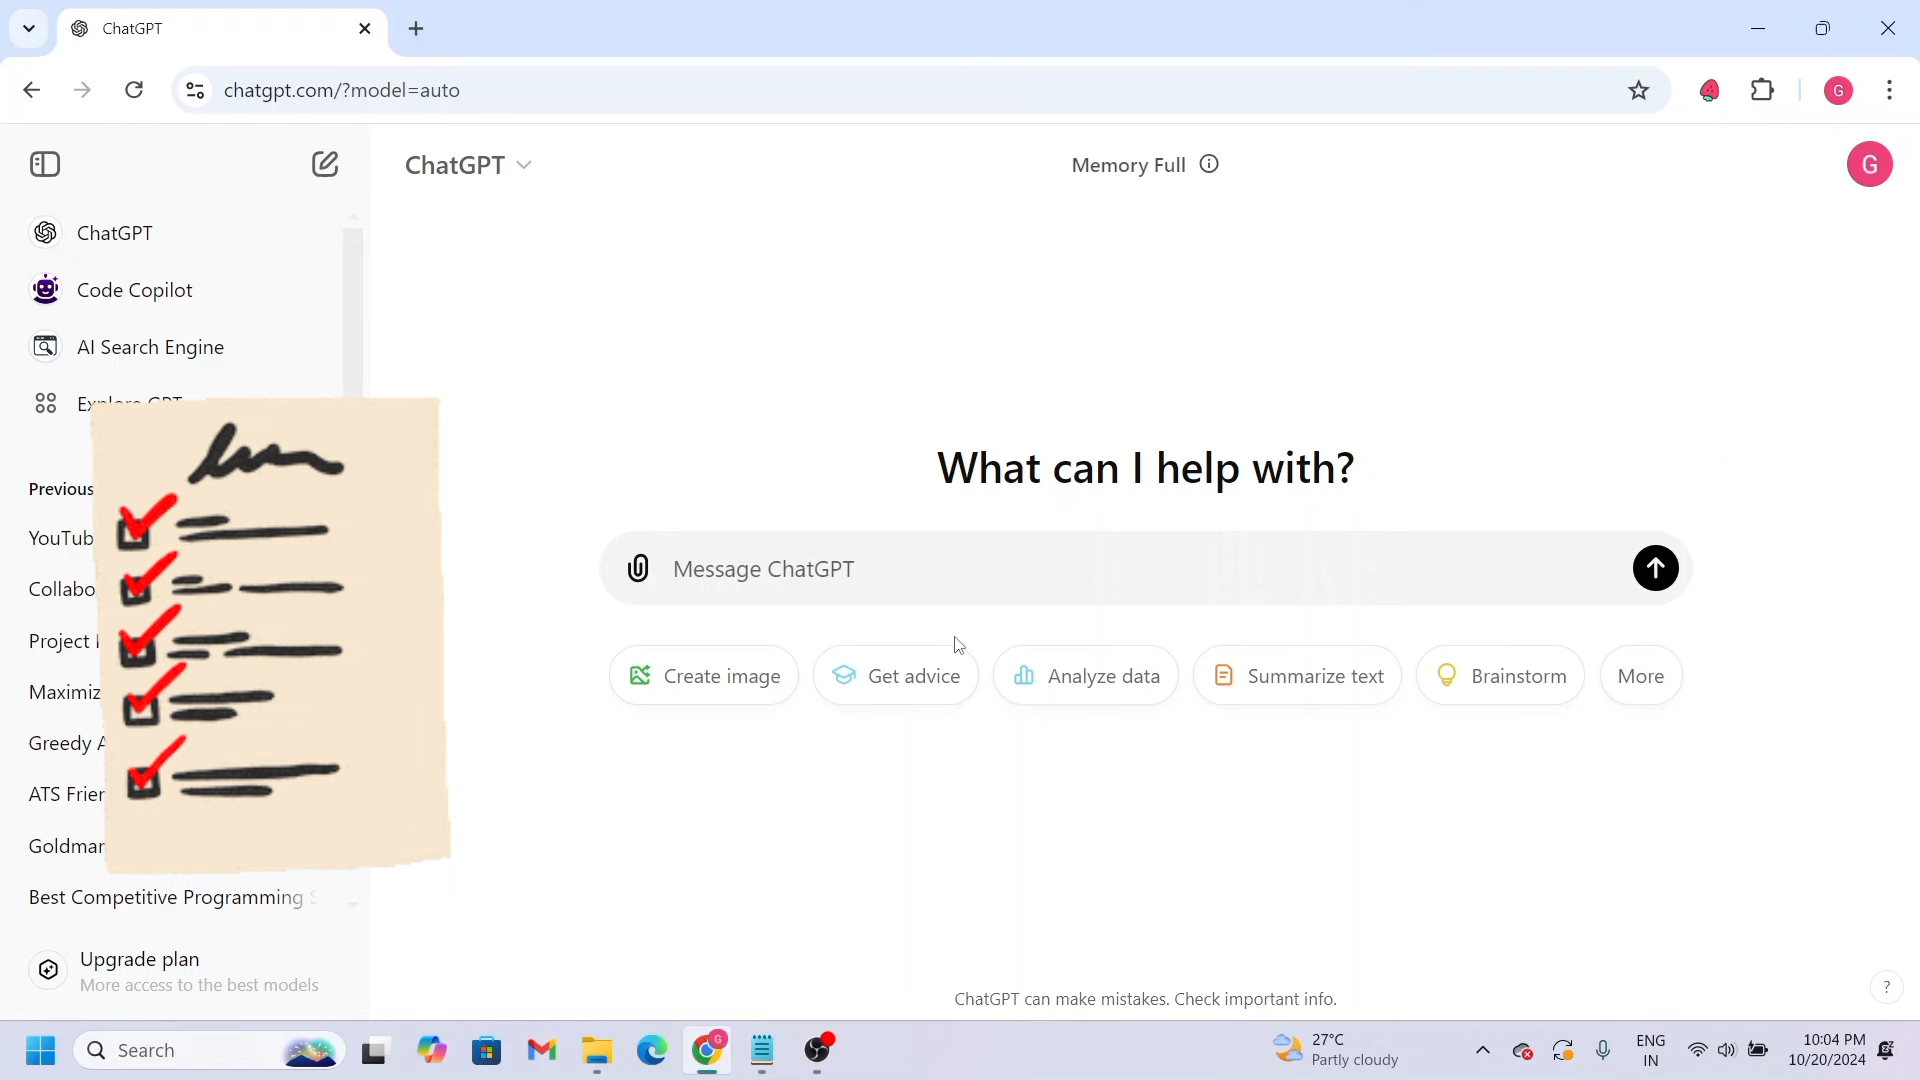 ChatGPT
chatgpt.com/?model=auto
G
ChatGPT
Memory Full
G
ChatGPT
Code Copilot
AI Search Engine
What can I help with?
Previous
YouTub
Message ChatGPT
Collabo
Project
Create image
Get advice
Analyze data
Summarize text
Brainstorm
More
Maximiz
Greedy A
ATS Frien
Goldmar
Best Competitive Programming S
Upgrade plan
More access to the best models
ChatGPT can make mistakes. Check important info.
?
Search
G
27°C
Partly cloudy
ENG
IN
10:04 PM
10/20/2024